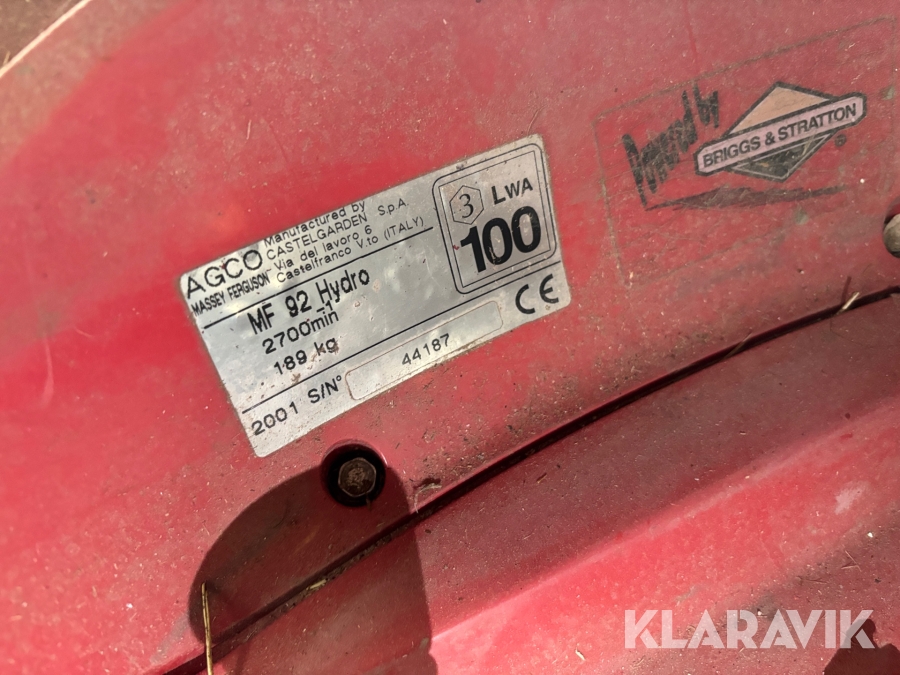 AGCO
MASSEY FERGUSON
Manufactured by
CASTELGARDEN S.p.A.
Via del lavoro 6
Castelfranco V.to (ITALY)
3 LWA
100
MF 92 Hydro
2700min-1
189 kg
2001 S/N° 44187
CE
Powered by
BRIGGS & STRATTON
KLARAVIK